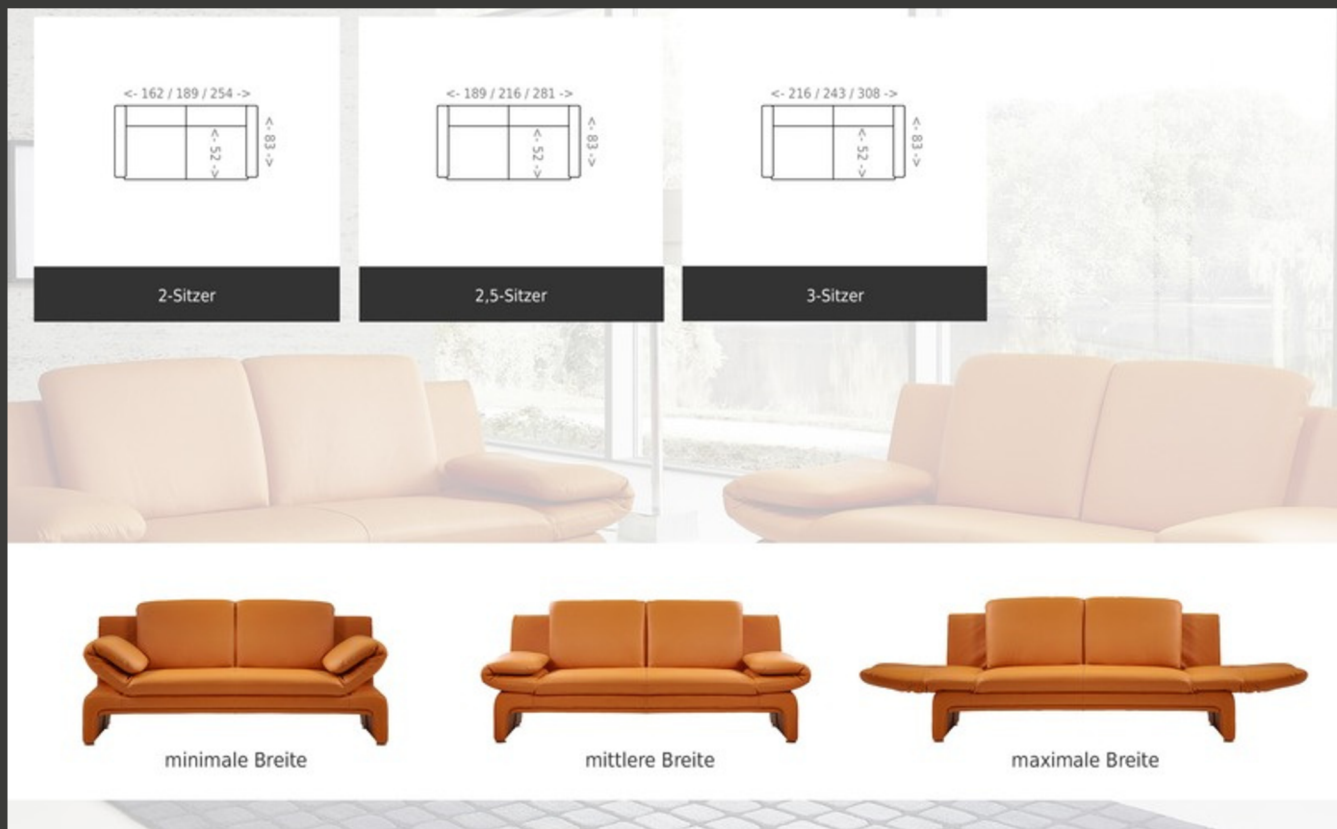 <- 162 / 189 / 254 ->
<- 83 ->
<- 52 ->
2-Sitzer
<- 189 / 216 / 281 ->
<- 83 ->
<- 52 ->
2,5-Sitzer
<- 216 / 243 / 308 ->
<- 83 ->
<- 52 ->
3-Sitzer
minimale Breite
mittlere Breite
maximale Breite